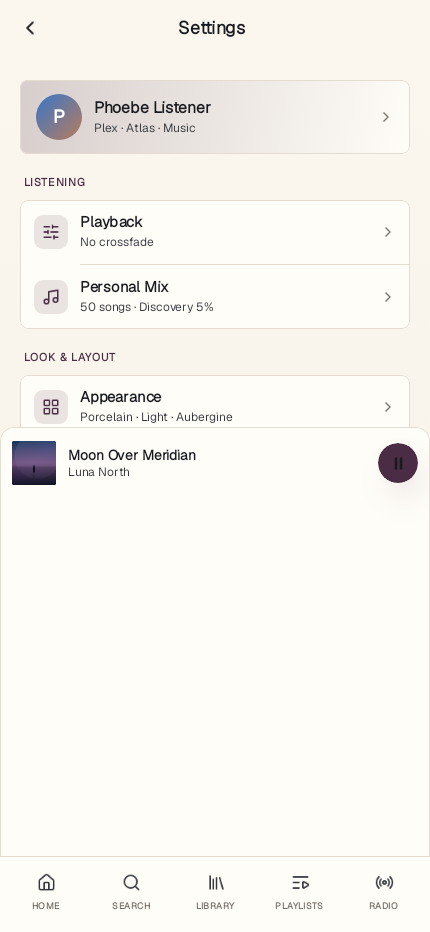 Settings
P
Phoebe Listener
Plex · Atlas · Music
LISTENING
Playback
No crossfade
Personal Mix
50 songs · Discovery 5%
LOOK & LAYOUT
Appearance
Porcelain · Light · Aubergine
Moon Over Meridian
Luna North
HOME
SEARCH
LIBRARY
PLAYLISTS
RADIO